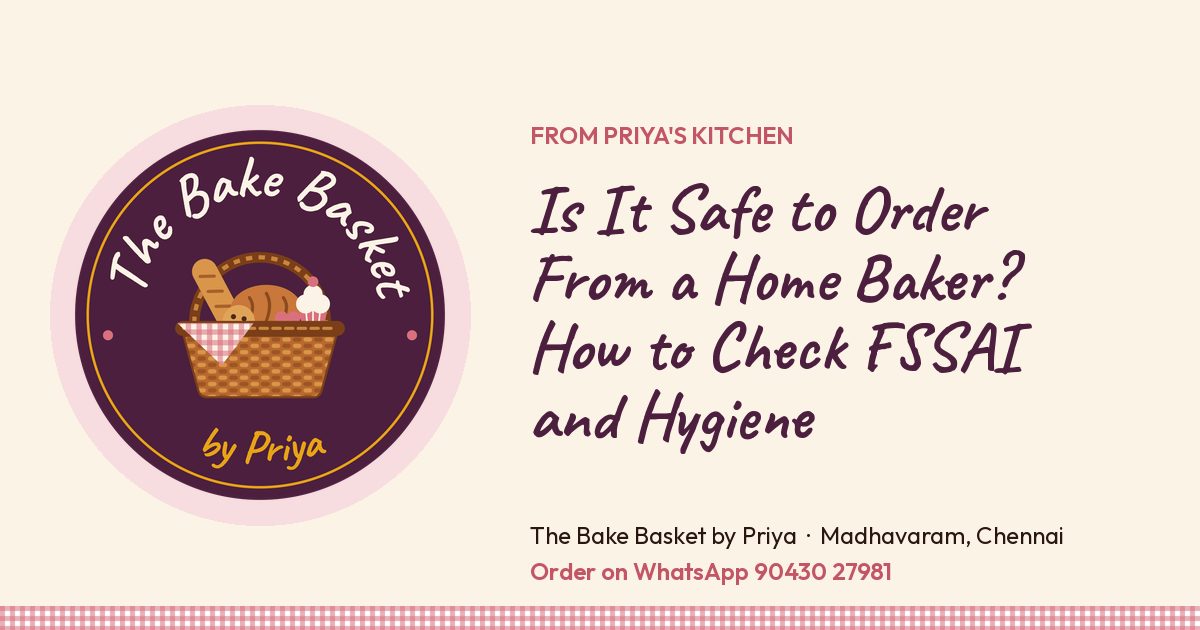 The Bake Basket
by Priya
FROM PRIYA'S KITCHEN
Is It Safe to Order
From a Home Baker?
How to Check FSSAI
and Hygiene
The Bake Basket by Priya · Madhavaram, Chennai
Order on WhatsApp 90430 27981